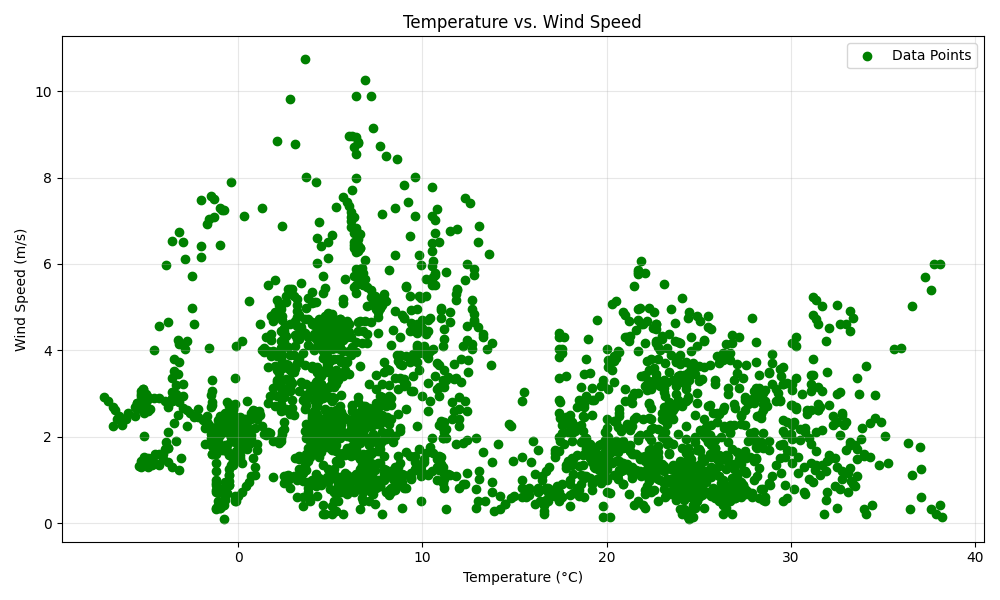 Temperature vs. Wind Speed
Data Points
Wind Speed (m/s)
10
8
6
4
2
0
0
10
20
30
40
Temperature (°C)